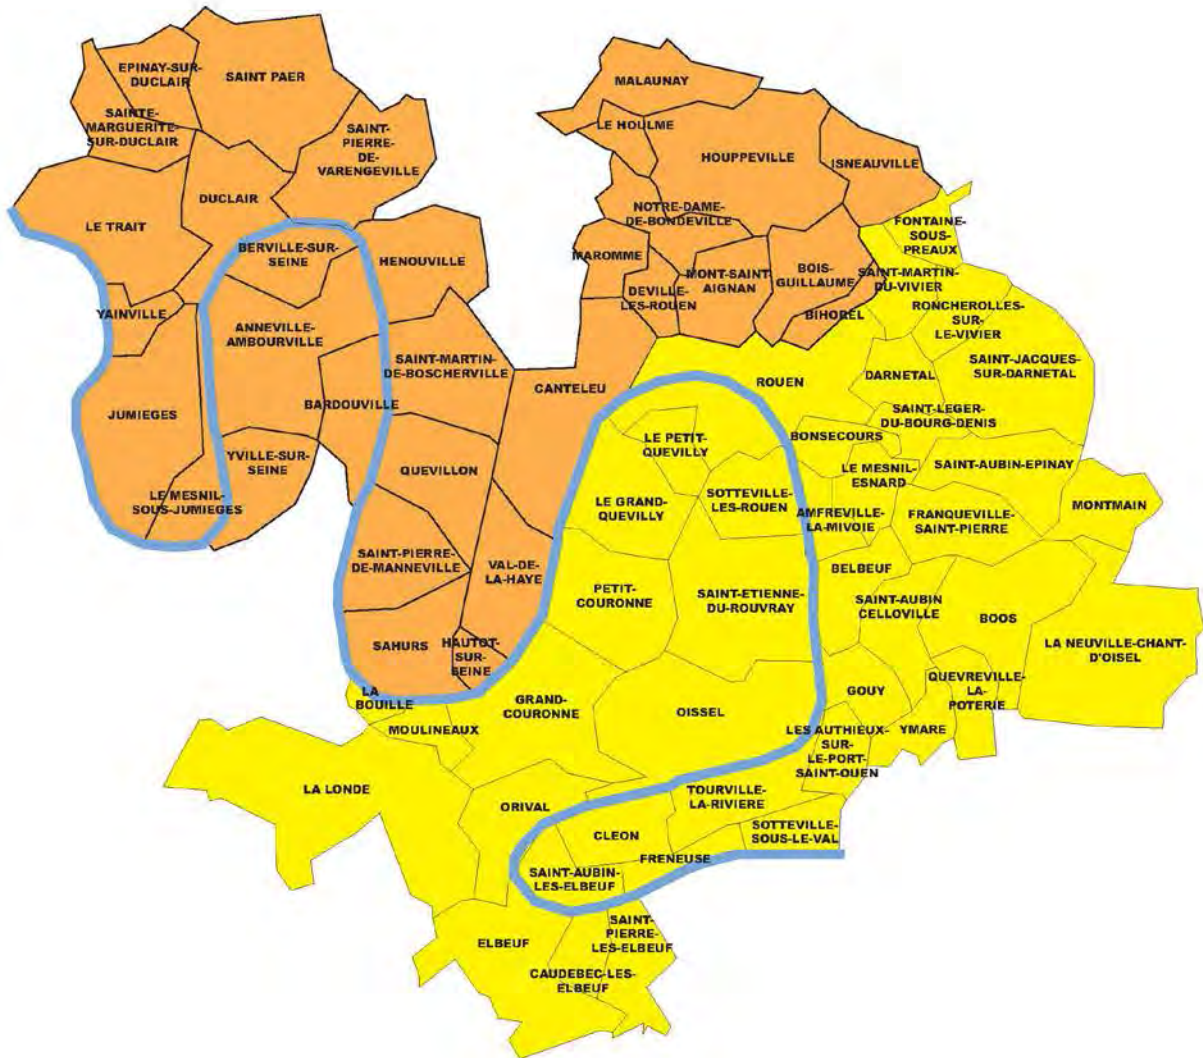 EPINAY-SUR-
DUCLAIR
SAINT PAER
SAINTE-
MARGUERITE-
SUR-DUCLAIR
SAINT-
PIERRE-
DE-
VARENGEVILLE
DUCLAIR
LE TRAIT
BERVILLE-SUR-
SEINE
HENOUVILLE
YAINVILLE
ANNEVILLE-
AMBOURVILLE
SAINT-MARTIN-
DE-BOSCHERVILLE
BARDOUVILLE
JUMIEGES
YVILLE-SUR-
SEINE
LE MESNIL-
SOUS-JUMIEGES
QUEVILLON
SAINT-PIERRE-
DE-MANNEVILLE
VAL-DE-
LA-HAYE
SAHURS
HAUTOT-
SUR-
SEINE
CANTELEU
MALAUNAY
LE HOULME
HOUPPEVILLE
ISNEAUVILLE
NOTRE-DAME-
DE-BONDEVILLE
MAROMME
DEVILLE-
LES-ROUEN
MONT-SAINT-
AIGNAN
BOIS-
GUILLAUME
BIHOREL
FONTAINE-
SOUS-
PREAUX
SAINT-MARTIN-
DU-VIVIER
RONCHEROLLES-
SUR-
LE-VIVIER
SAINT-JACQUES-
SUR-DARNETAL
ROUEN
DARNETAL
SAINT-LEGER-
DU-BOURG-DENIS
BONSECOURS
LE MESNIL-
ESNARD
SAINT-AUBIN-EPINAY
MONTMAIN
LE PETIT-
QUEVILLY
LE GRAND-
QUEVILLY
SOTTEVILLE-
LES-ROUEN
AMFREVILLE-
LA-MIVOIE
FRANQUEVILLE-
SAINT-PIERRE
BELBEUF
PETIT-
COURONNE
SAINT-ETIENNE-
DU-ROUVRAY
SAINT-AUBIN
CELLOVILLE
BOOS
LA NEUVILLE-CHANT-
D'OISEL
GOUY
QUEVREVILLE-
LA-
POTERIE
YMARE
LES AUTHIEUX-
SUR-
LE-PORT-
SAINT-OUEN
LA
BOUILLE
MOULINEAUX
GRAND-
COURONNE
OISSEL
LA LONDE
ORIVAL
TOURVILLE-
LA-RIVIERE
CLEON
SOTTEVILLE-
SOUS-LE-VAL
FRENEUSE
SAINT-AUBIN-
LES-ELBEUF
ELBEUF
SAINT-
PIERRE-
LES-ELBEUF
CAUDEBEC-LES-
ELBEUF